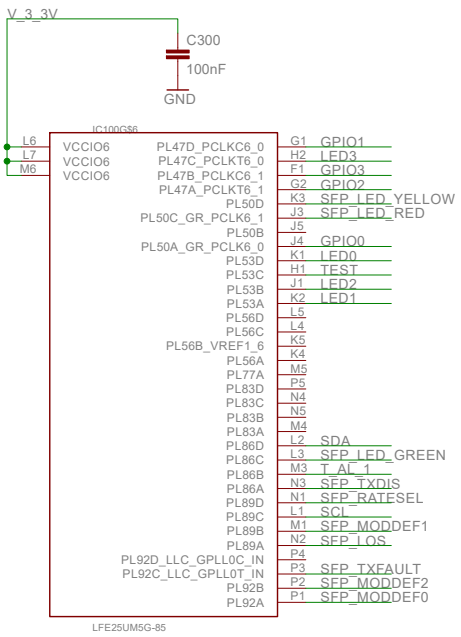 V_3_3V
C300
100nF
GND
IC100G$6
L6 VCCIO6 PL47D_PCLKC6_0 G1 GPIO1
L7 VCCIO6 PL47C_PCLKT6_0 H2 LED3
M6 VCCIO6 PL47B_PCLKC6_1 F1 GPIO3
PL47A_PCLKT6_1 G2 GPIO2
PL50D K3 SFP_LED_YELLOW
PL50C_GR_PCLK6_1 J3 SFP_LED_RED
PL50B J5
PL50A_GR_PCLK6_0 J4 GPIO0
PL53D K1 LED0
PL53C H1 TEST
PL53B J1 LED2
PL53A K2 LED1
PL56D L5
PL56C L4
PL56B_VREF1_6 K5
PL56A K4
PL77A M5
PL83D P5
PL83C N4
PL83B N5
PL83A M4
PL86D L2 SDA
PL86C L3 SFP_LED_GREEN
PL86B M3 T_AL_1
PL86A N3 SFP_TXDIS
PL89D N1 SFP_RATESEL
PL89C L1 SCL
PL89B M1 SFP_MODDEF1
PL89A N2 SFP_LOS
PL92D_LLC_GPLL0C_IN P4
PL92C_LLC_GPLL0T_IN P3 SFP_TXFAULT
PL92B P2 SFP_MODDEF2
PL92A P1 SFP_MODDEF0
LFE25UM5G-85